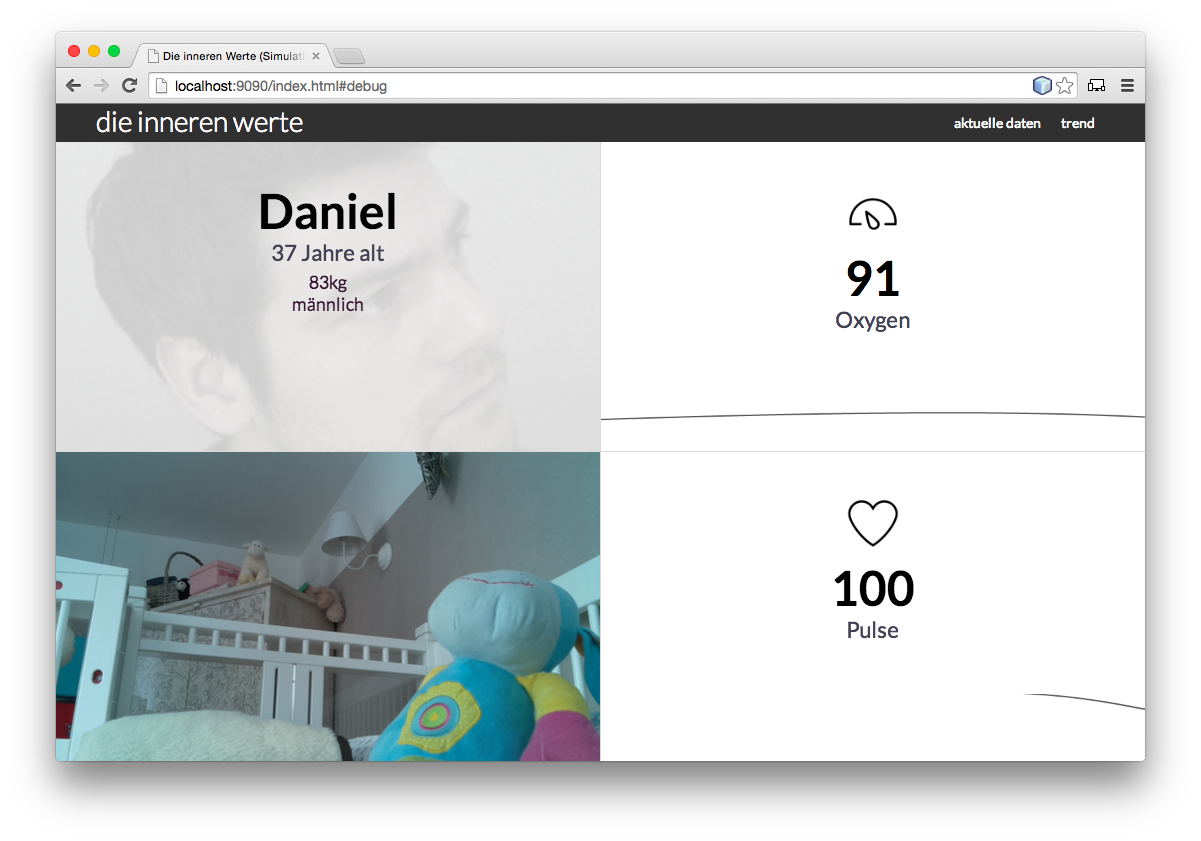 Die inneren Werte (Simulati
localhost:9090/index.html#debug
die inneren werte
aktuelle daten
trend
Daniel
37 Jahre alt
83kg
männlich
91
Oxygen
100
Pulse